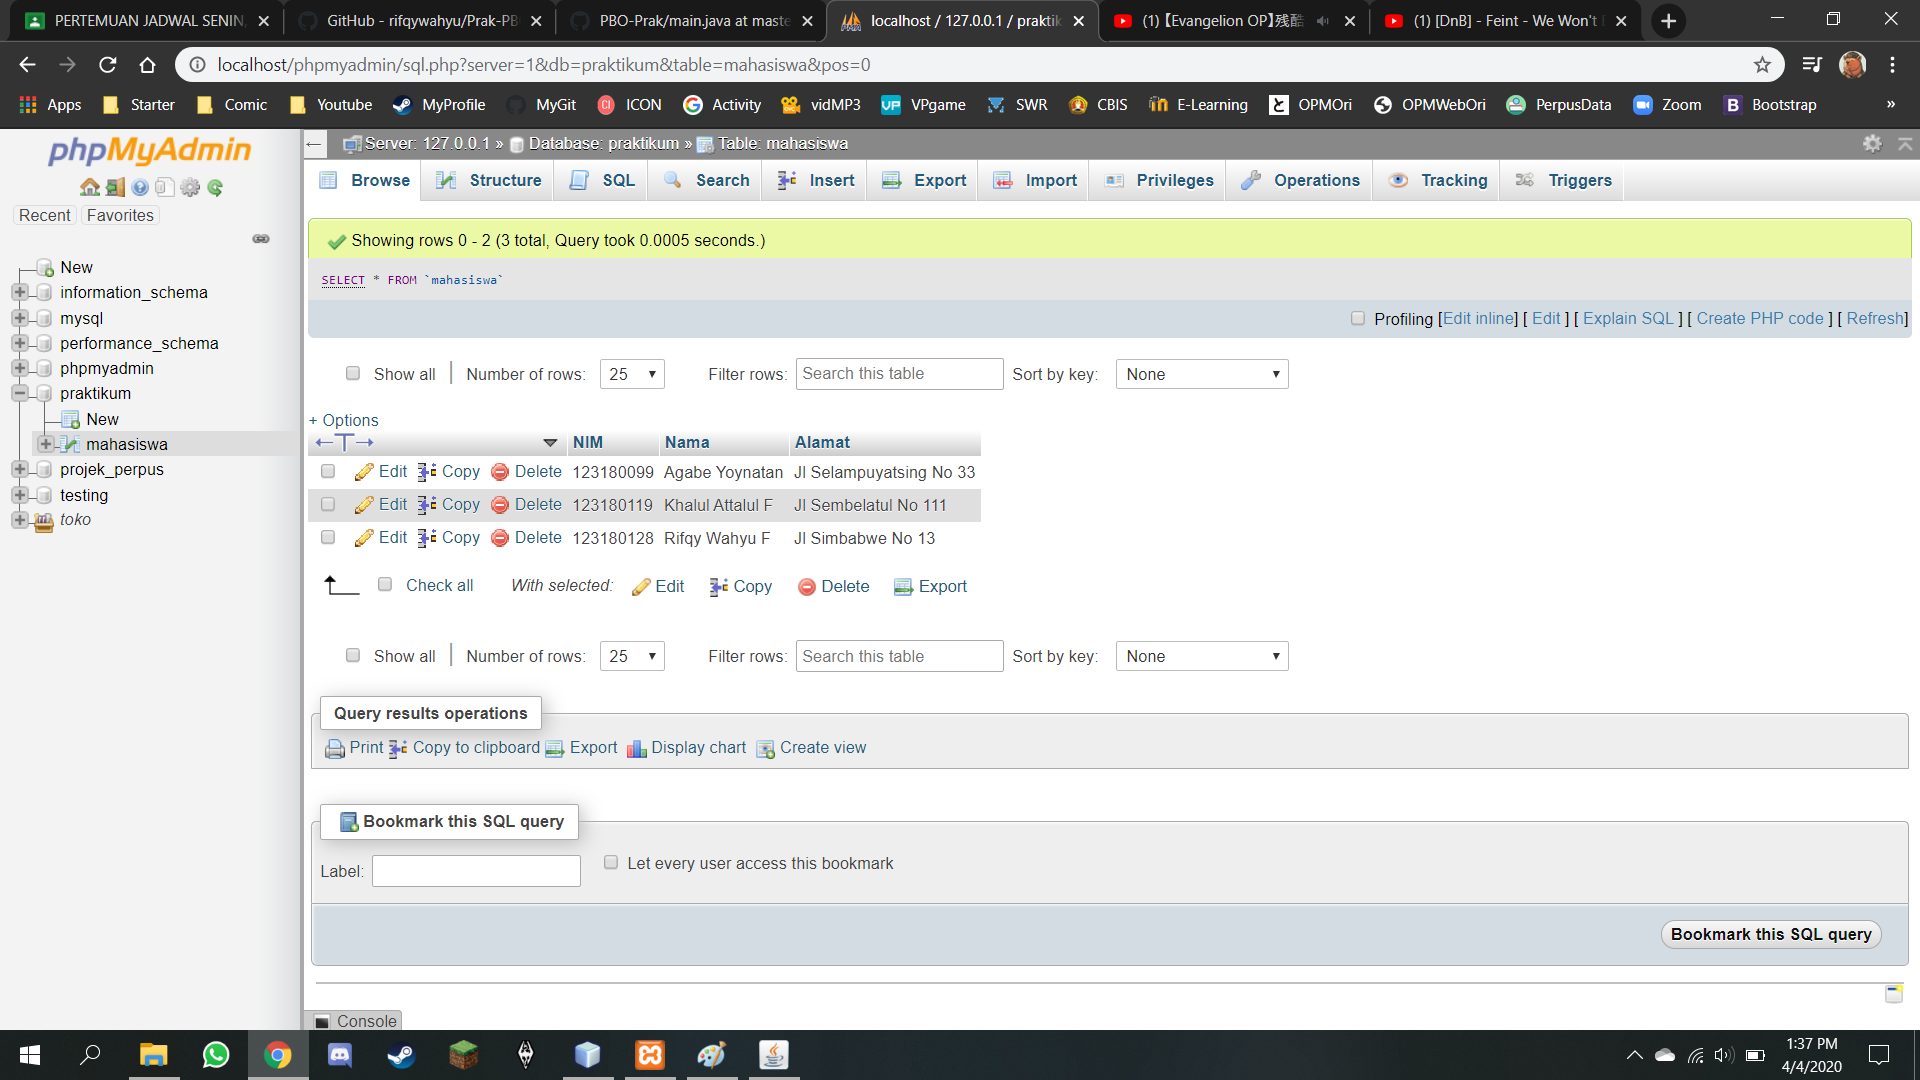 PERTEMUAN JADWAL SENIN,
GitHub - rifqywahyu/Prak-PB
PBO-Prak/main.java at maste
localhost / 127.0.0.1 / praktik
(1)【Evangelion OP】残酷
(1) [DnB] - Feint - We Won't
localhost/phpmyadmin/sql.php?server=1&db=praktikum&table=mahasiswa&pos=0
Apps Starter Comic Youtube MyProfile MyGit ICON Activity vidMP3 VPgame SWR CBIS E-Learning OPMOri OPMWebOri PerpusData Zoom Bootstrap »
phpMyAdmin
Recent Favorites
New
information_schema
mysql
performance_schema
phpmyadmin
praktikum
New
mahasiswa
projek_perpus
testing
toko
Server: 127.0.0.1 » Database: praktikum » Table: mahasiswa
Browse Structure SQL Search Insert Export Import Privileges Operations Tracking Triggers
Showing rows 0 - 2 (3 total, Query took 0.0005 seconds.)
SELECT * FROM `mahasiswa`
Profiling [Edit inline] [ Edit ] [ Explain SQL ] [ Create PHP code ] [ Refresh]
Show all | Number of rows: 25 Filter rows: Search this table Sort by key: None
+ Options
NIM Nama Alamat
Edit Copy Delete 123180099 Agabe Yoynatan Jl Selampuyatsing No 33
Edit Copy Delete 123180119 Khalul Attalul F Jl Sembelatul No 111
Edit Copy Delete 123180128 Rifqy Wahyu F Jl Simbabwe No 13
Check all With selected: Edit Copy Delete Export
Show all | Number of rows: 25 Filter rows: Search this table Sort by key: None
Query results operations
Print Copy to clipboard Export Display chart Create view
Bookmark this SQL query
Label: Let every user access this bookmark
Bookmark this SQL query
Console
1:37 PM
4/4/2020